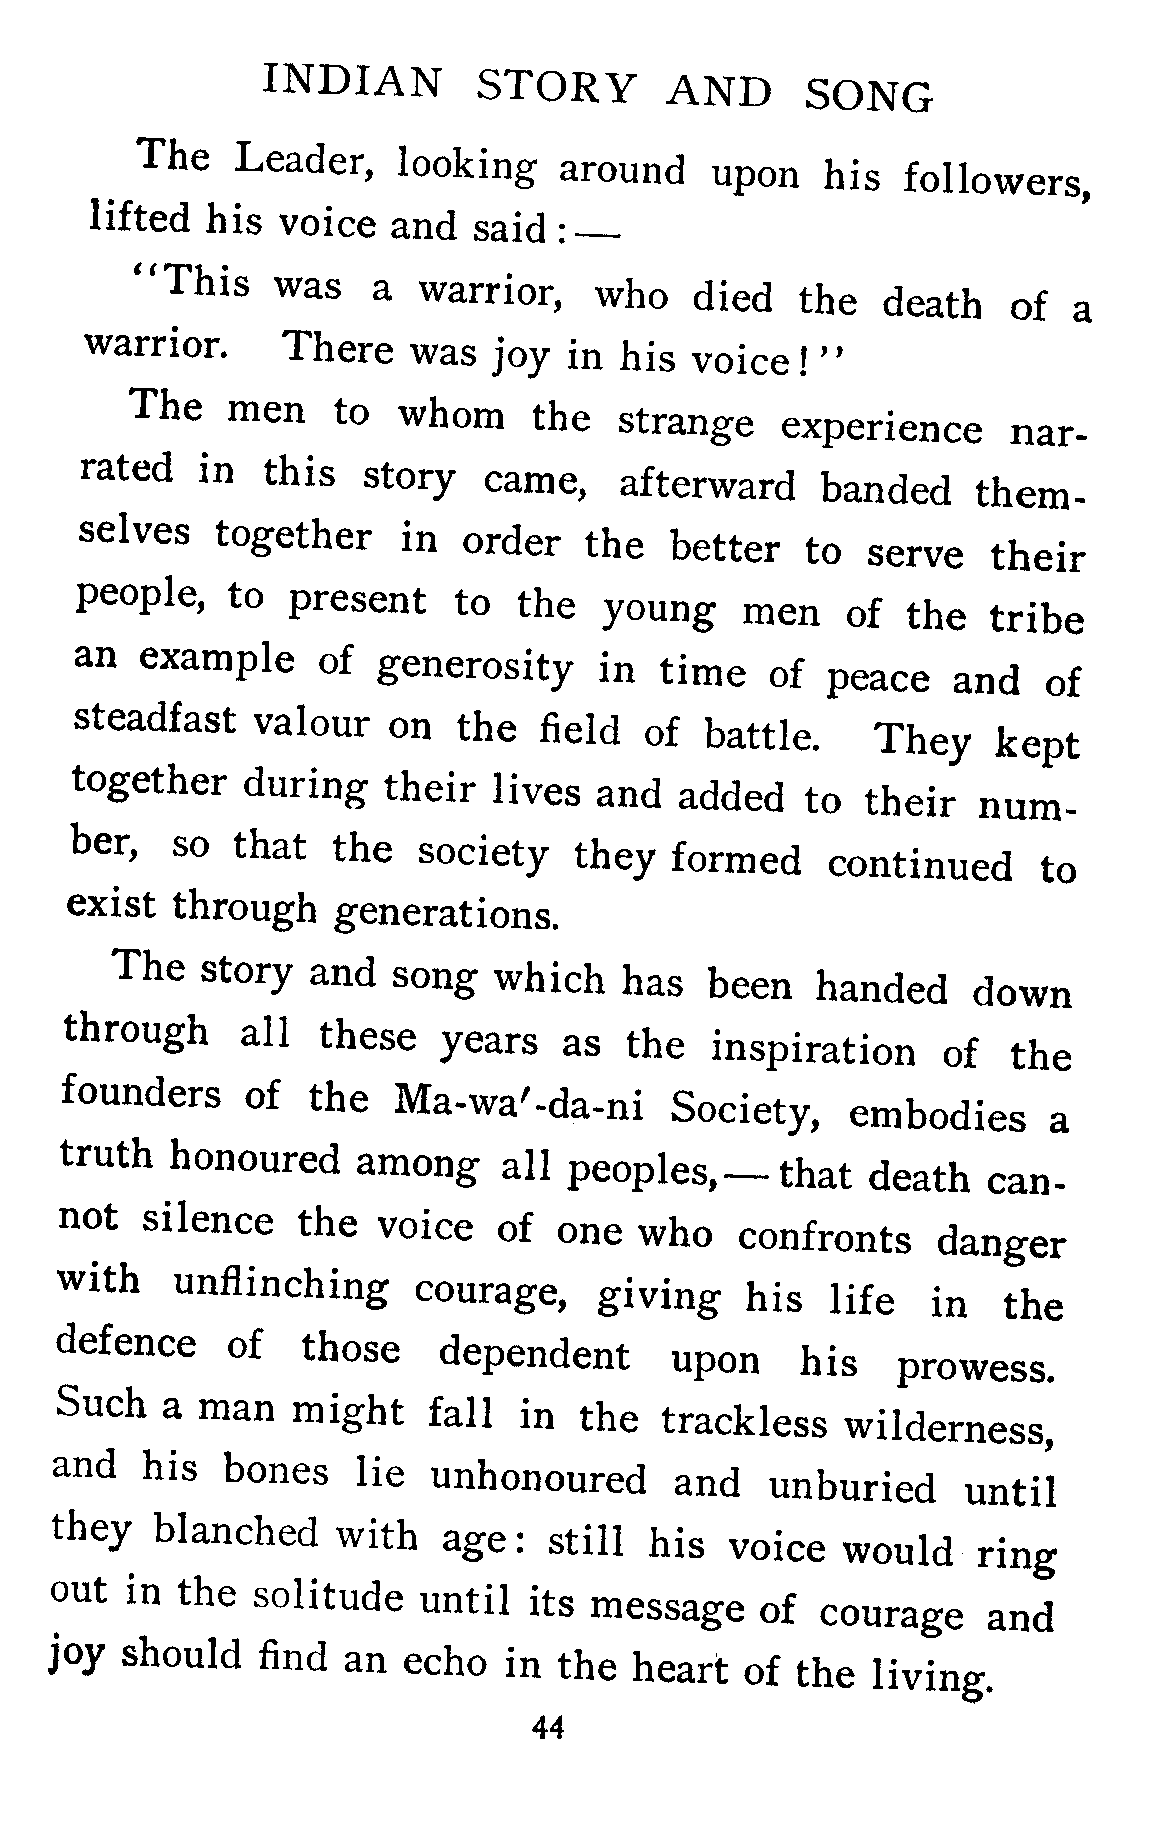 INDIAN STORY AND SONG
The Leader, looking around upon his followers,
lifted his voice and said:—
"This was a warrior, who died the death of a
warrior. There was joy in his voice!"
The men to whom the strange experience nar-
rated in this story came, afterward banded them-
selves together in order the better to serve their
people, to present to the young men of the tribe
an example of generosity in time of peace and of
steadfast valour on the field of battle. They kept
together during their lives and added to their num-
ber, so that the society they formed continued to
exist through generations.
The story and song which has been handed down
through all these years as the inspiration of the
founders of the Ma-wa′-da-ni Society, embodies a
truth honoured among all peoples,—that death can-
not silence the voice of one who confronts danger
with unflinching courage, giving his life in the
defence of those dependent upon his prowess.
Such a man might fall in the trackless wilderness,
and his bones lie unhonoured and unburied until
they blanched with age: still his voice would ring
out in the solitude until its message of courage and
joy should find an echo in the heart of the living.
44